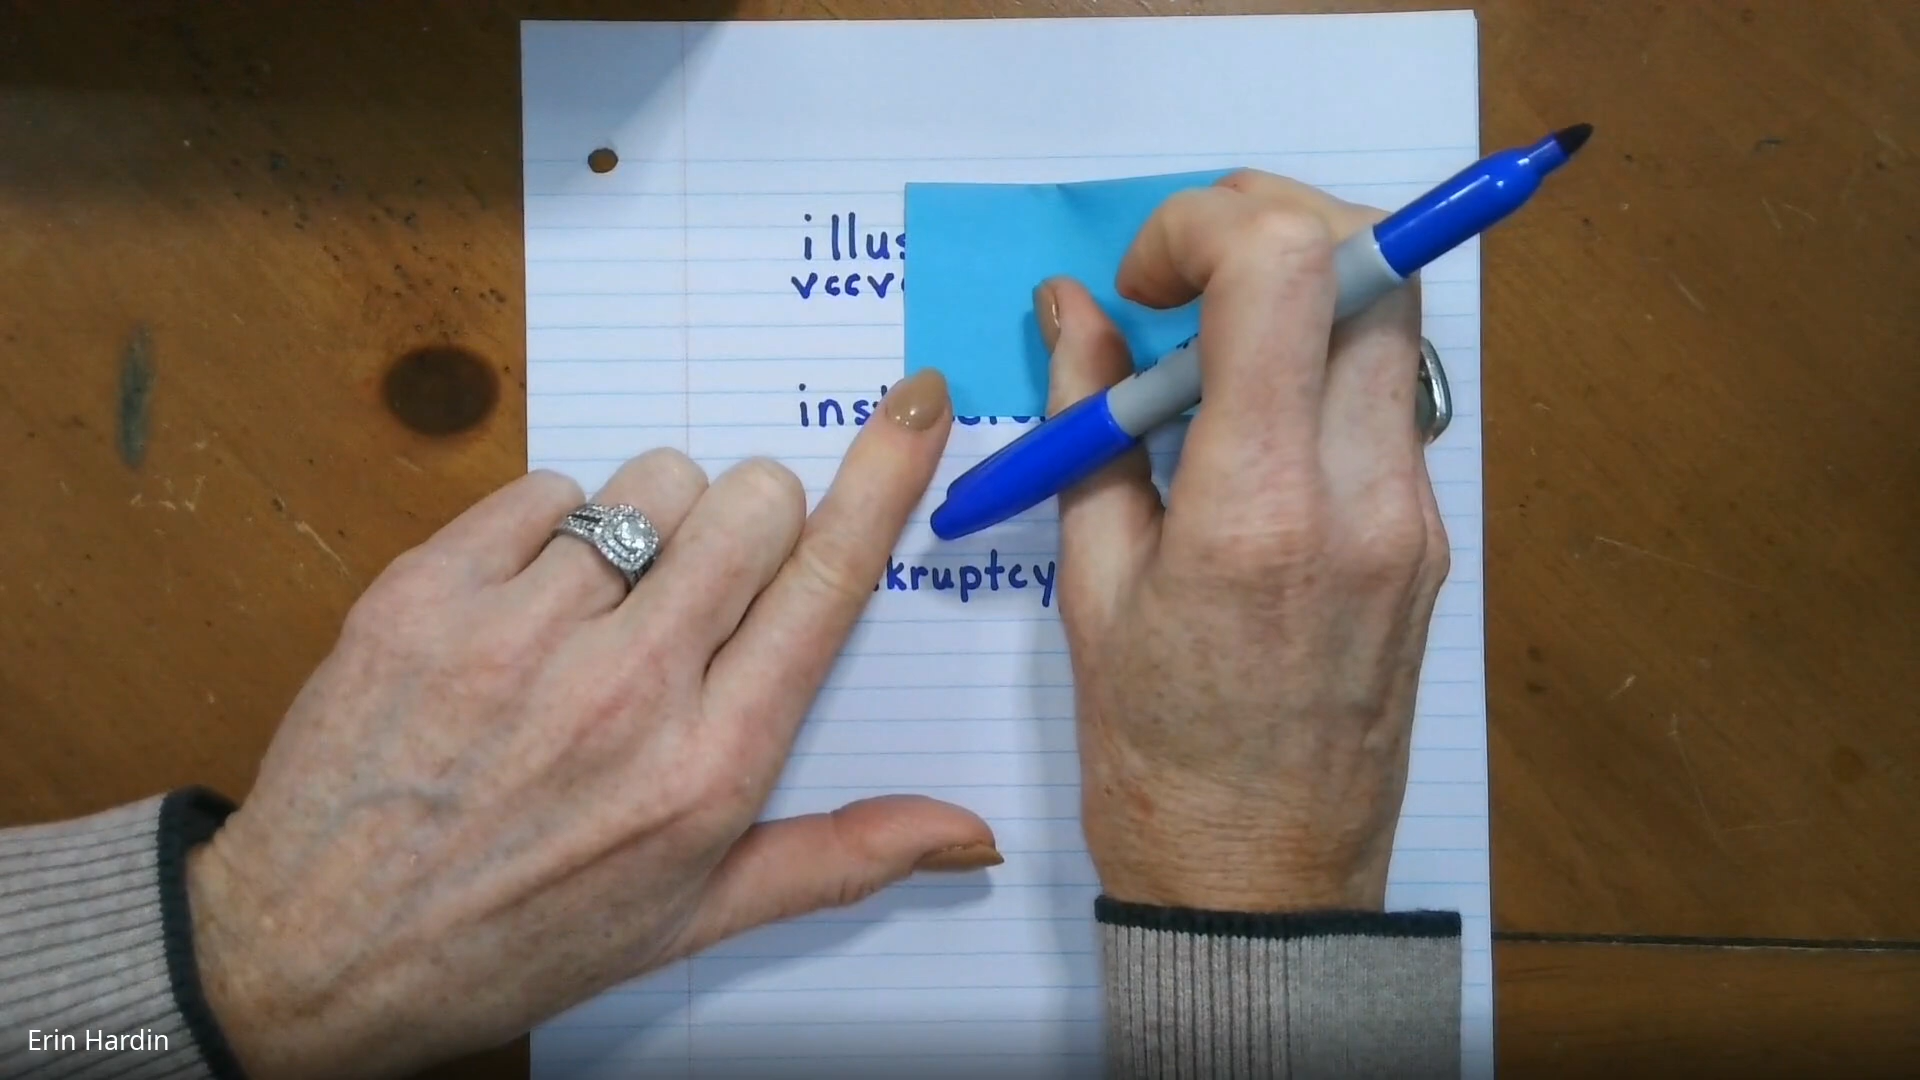 illus
vccv
ins
kruptcy
Erin Hardin